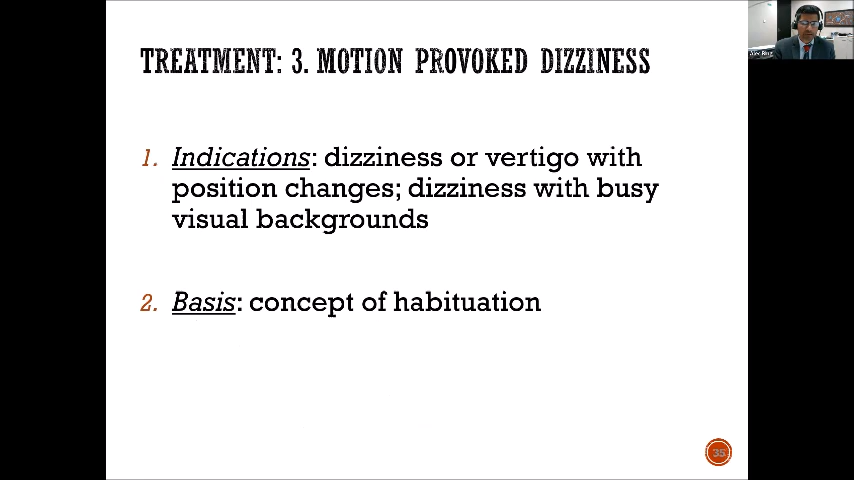 TREATMENT: 3. MOTION PROVOKED DIZZINESS
1. Indications: dizziness or vertigo with
position changes; dizziness with busy
visual backgrounds
2. Basis: concept of habituation
35